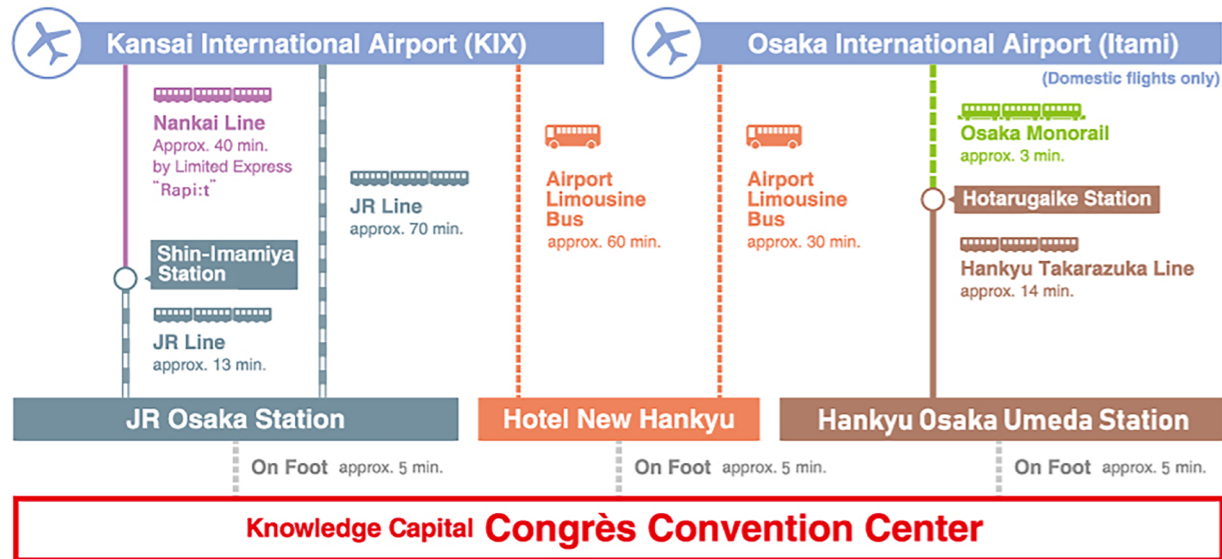 Kansai International Airport (KIX)
Osaka International Airport (Itami)
(Domestic flights only)
Nankai Line
Approx. 40 min.
by Limited Express
"Rapi:t"
Shin-Imamiya
Station
JR Line
approx. 13 min.
JR Line
approx. 70 min.
Airport
Limousine
Bus
approx. 60 min.
Airport
Limousine
Bus
approx. 30 min.
Osaka Monorail
approx. 3 min.
Hotarugaike Station
Hankyu Takarazuka Line
approx. 14 min.
JR Osaka Station
Hotel New Hankyu
Hankyu Osaka Umeda Station
On Foot approx. 5 min.
On Foot approx. 5 min.
On Foot approx. 5 min.
Knowledge Capital Congrès Convention Center